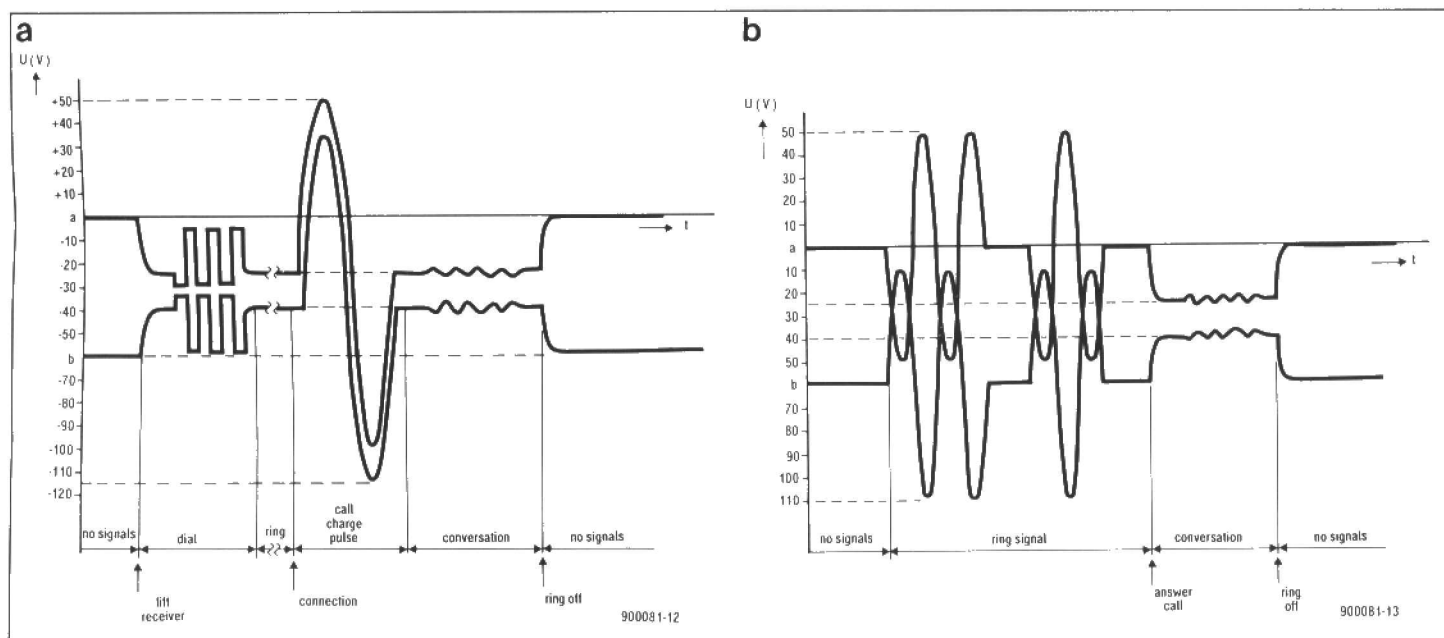 a
U(V)
+50
+40
+30
+20
+10
a
-10
-20
-30
-40
-50
b
-60
-70
-80
-90
-100
-110
-120
t
no signals
dial
ring
call
charge
pulse
conversation
no signals
lift
receiver
connection
ring off
900081-12
b
U(V)
50
40
30
20
10
a
10
20
30
40
50
b
60
70
80
90
100
110
t
no signals
ring signal
conversation
no signals
answer
call
ring
off
900081-13